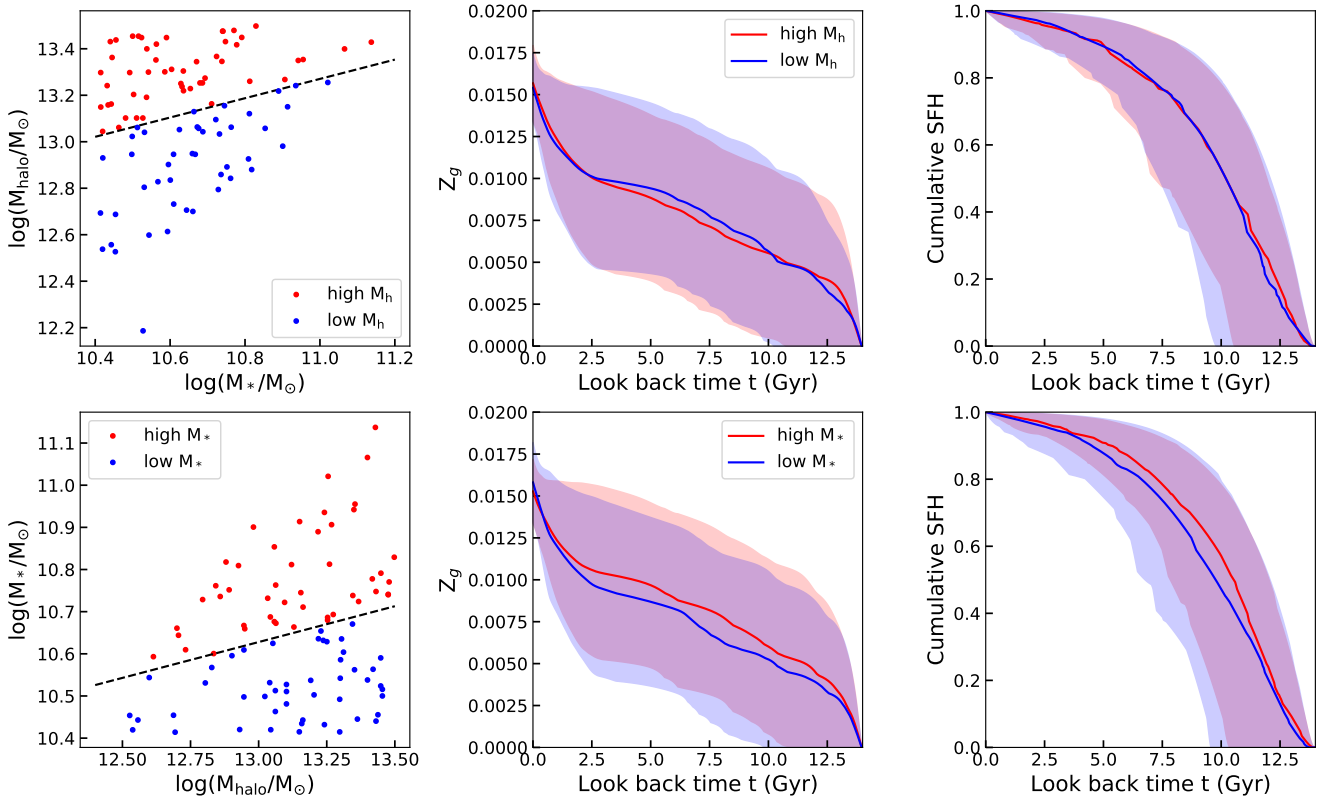 log(M_halo/M_⊙)
13.4
13.2
13.0
12.8
12.6
12.4
12.2
10.4 10.6 10.8 11.0 11.2
log(M_*/M_⊙)
high M_h
low M_h
Z_g
0.0200
0.0175
0.0150
0.0125
0.0100
0.0075
0.0050
0.0025
0.0000
0.0 2.5 5.0 7.5 10.0 12.5
Look back time t (Gyr)
high M_h
low M_h
Cumulative SFH
1.0
0.8
0.6
0.4
0.2
0.0
0.0 2.5 5.0 7.5 10.0 12.5
Look back time t (Gyr)
log(M_*/M_⊙)
11.1
11.0
10.9
10.8
10.7
10.6
10.5
10.4
12.50 12.75 13.00 13.25 13.50
log(M_halo/M_⊙)
high M_*
low M_*
Z_g
0.0200
0.0175
0.0150
0.0125
0.0100
0.0075
0.0050
0.0025
0.0000
0.0 2.5 5.0 7.5 10.0 12.5
Look back time t (Gyr)
high M_*
low M_*
Cumulative SFH
1.0
0.8
0.6
0.4
0.2
0.0
0.0 2.5 5.0 7.5 10.0 12.5
Look back time t (Gyr)